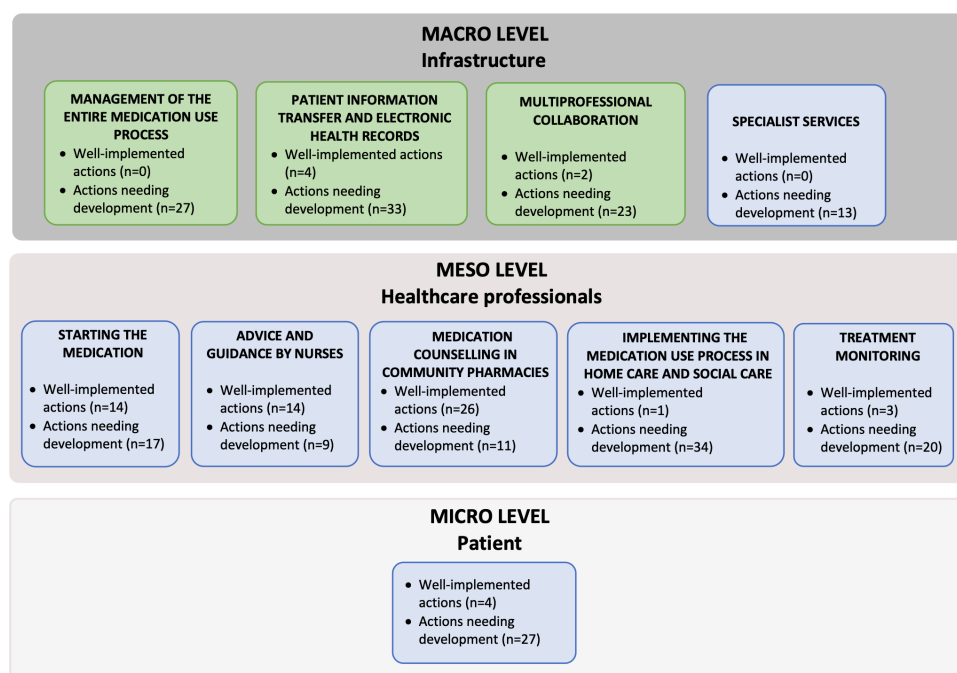 MACRO LEVEL
Infrastructure
MANAGEMENT OF THE
ENTIRE MEDICATION USE
PROCESS
• Well-implemented
actions (n=0)
• Actions needing
development (n=27)
PATIENT INFORMATION
TRANSFER AND ELECTRONIC
HEALTH RECORDS
• Well-implemented actions
(n=4)
• Actions needing
development (n=33)
MULTIPROFESSIONAL
COLLABORATION
• Well-implemented
actions (n=2)
• Actions needing
development (n=23)
SPECIALIST SERVICES
• Well-implemented
actions (n=0)
• Actions needing
development (n=13)
MESO LEVEL
Healthcare professionals
STARTING THE
MEDICATION
• Well-implemented
actions (n=14)
• Actions needing
development (n=17)
ADVICE AND
GUIDANCE BY NURSES
• Well-implemented
actions (n=14)
• Actions needing
development (n=9)
MEDICATION
COUNSELLING IN
COMMUNITY PHARMACIES
• Well-implemented
actions (n=26)
• Actions needing
development (n=11)
IMPLEMENTING THE
MEDICATION USE PROCESS IN
HOME CARE AND SOCIAL CARE
• Well-implemented
actions (n=1)
• Actions needing
development (n=34)
TREATMENT
MONITORING
• Well-implemented
actions (n=3)
• Actions needing
development (n=20)
MICRO LEVEL
Patient
• Well-implemented
actions (n=4)
• Actions needing
development (n=27)